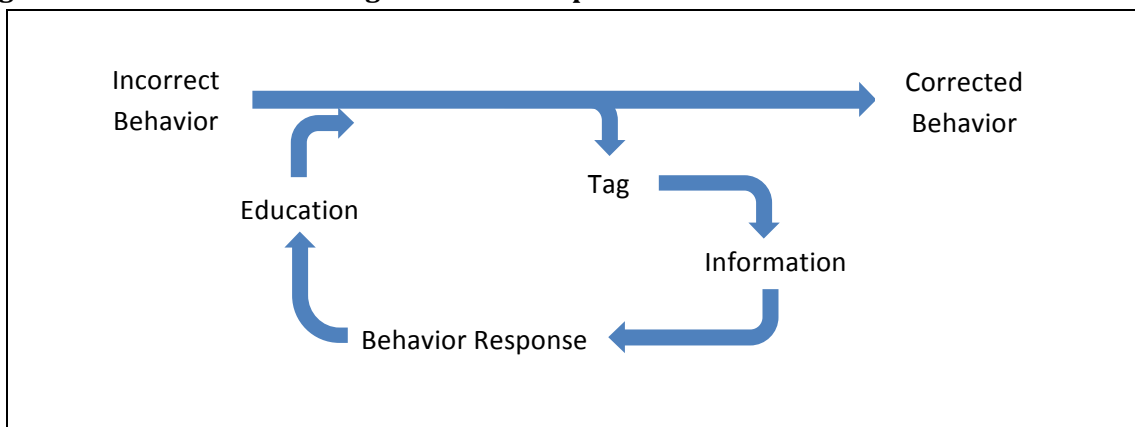 Incorrect
Behavior
Corrected
Behavior
Tag
Education
Information
Behavior Response